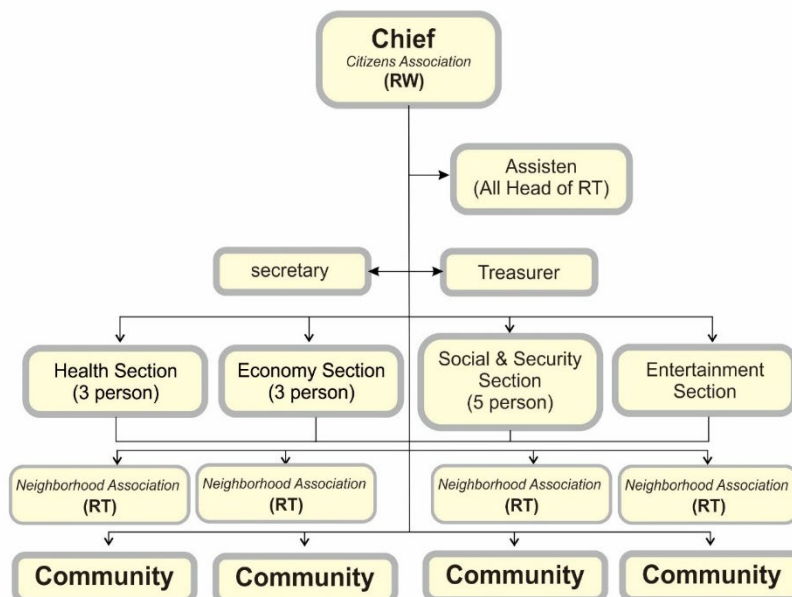 Chief
Citizens Association
(RW)
Assisten
(All Head of RT)
secretary
Treasurer
Health Section
(3 person)
Economy Section
(3 person)
Social & Security
Section
(5 person)
Entertainment
Section
Neighborhood Association
(RT)
Neighborhood Association
(RT)
Neighborhood Association
(RT)
Neighborhood Association
(RT)
Community
Community
Community
Community